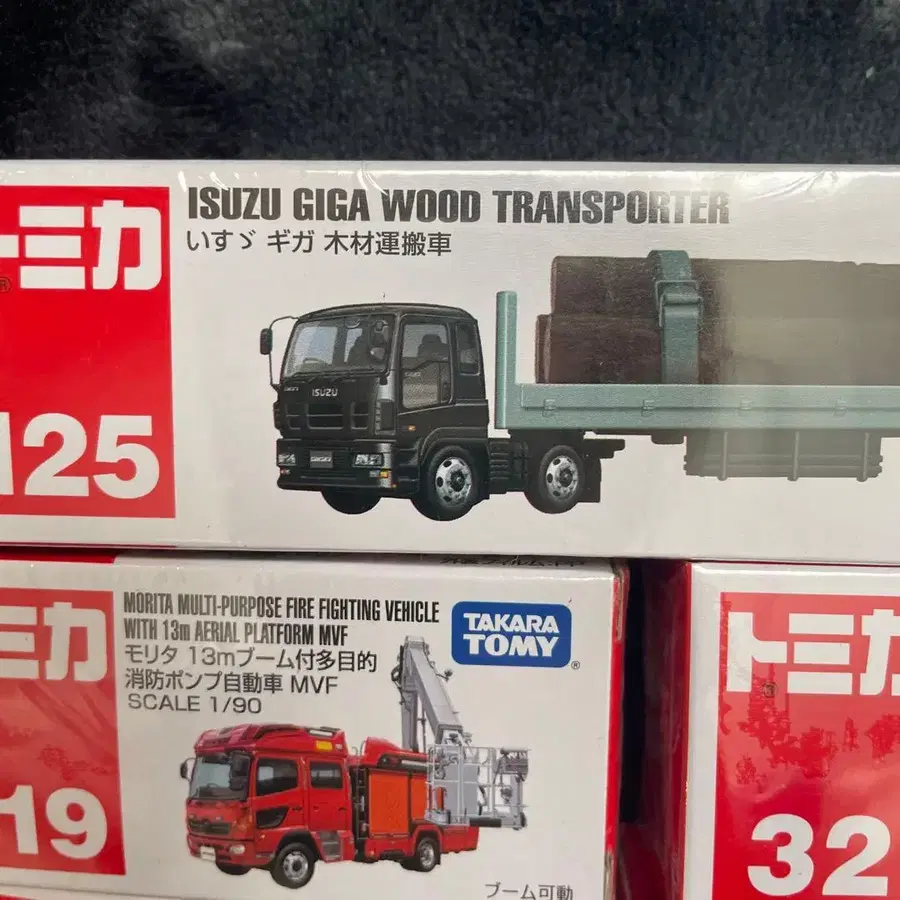 トミカ
125
ISUZU GIGA WOOD TRANSPORTER
いすゞ ギガ 木材運搬車
ISUZU
トミカ
19
MORITA MULTI-PURPOSE FIRE FIGHTING VEHICLE
WITH 13m AERIAL PLATFORM MVF
モリタ 13mブーム付多目的
消防ポンプ自動車 MVF
SCALE 1/90
TAKARA
TOMY
®
ブーム可動
トミカ
32